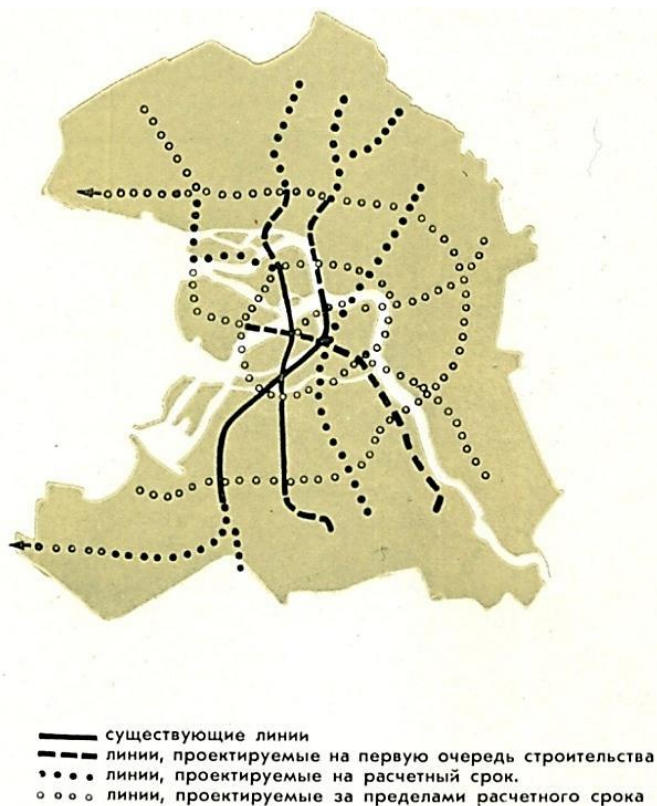 существующие линии
линии, проектируемые на первую очередь строительства
линии, проектируемые на расчетный срок.
линии, проектируемые за пределами расчетного срока